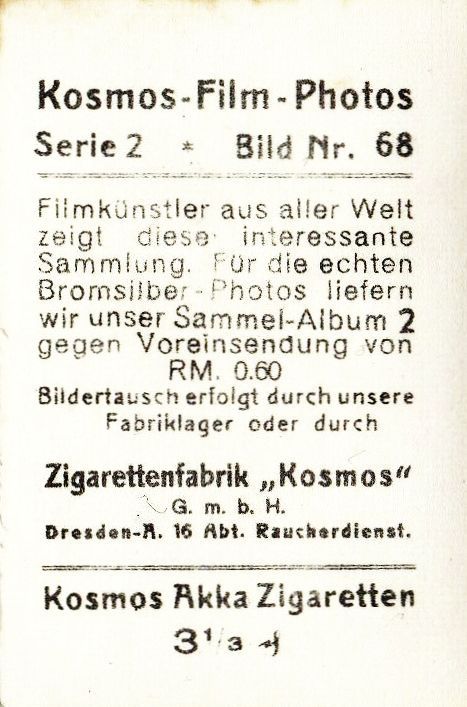 Kosmos-Film-Photos
Serie 2 * Bild Nr. 68
Filmkünstler aus aller Welt
zeigt diese interessante
Sammlung. Für die echten
Bromsilber-Photos liefern
wir unser Sammel-Album 2
gegen Voreinsendung von
RM. 0.60
Bildertausch erfolgt durch unsere
Fabriklager oder durch
Zigarettenfabrik „Kosmos“
G. m. b. H.
Dresden-A. 16 Abt. Raucherdienst.
Kosmos Akka Zigaretten
3 1/3 ₰